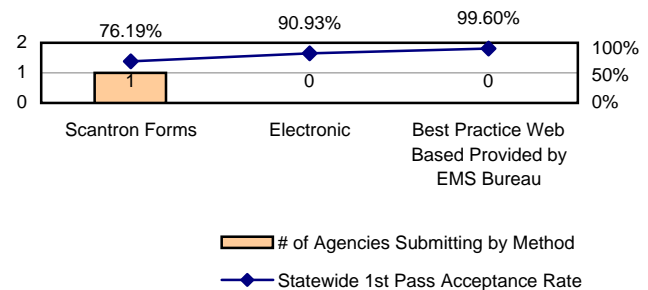 76.19% 90.93% 99.60%
2 100%
1 1 0 0 50%
0 0%
Scantron Forms Electronic Best Practice Web
Based Provided by
EMS Bureau
# of Agencies Submitting by Method
Statewide 1st Pass Acceptance Rate